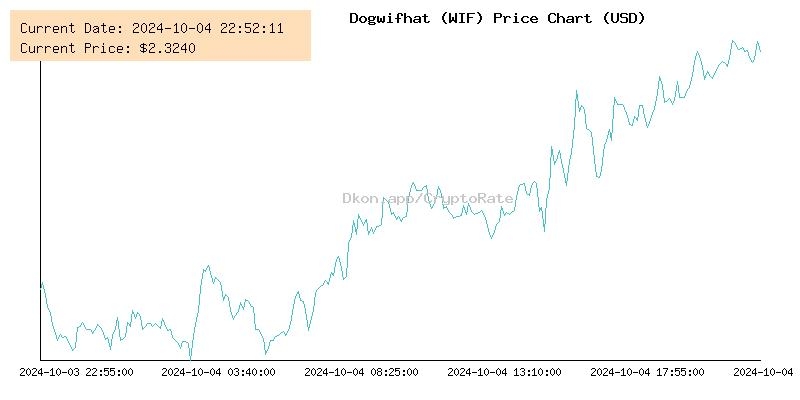 Dogwifhat (WIF) Price Chart (USD)
Current Date: 2024-10-04 22:52:11
Current Price: $2.3240
Dkon.app/CryptoRate
2024-10-03 22:55:00 2024-10-04 03:40:00 2024-10-04 08:25:00 2024-10-04 13:10:00 2024-10-04 17:55:00 2024-10-04